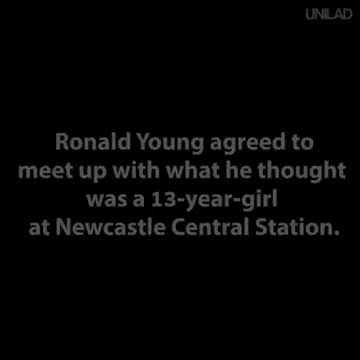 UNILAD
Ronald Young agreed to
meet up with what he thought
was a 13-year-girl
at Newcastle Central Station.